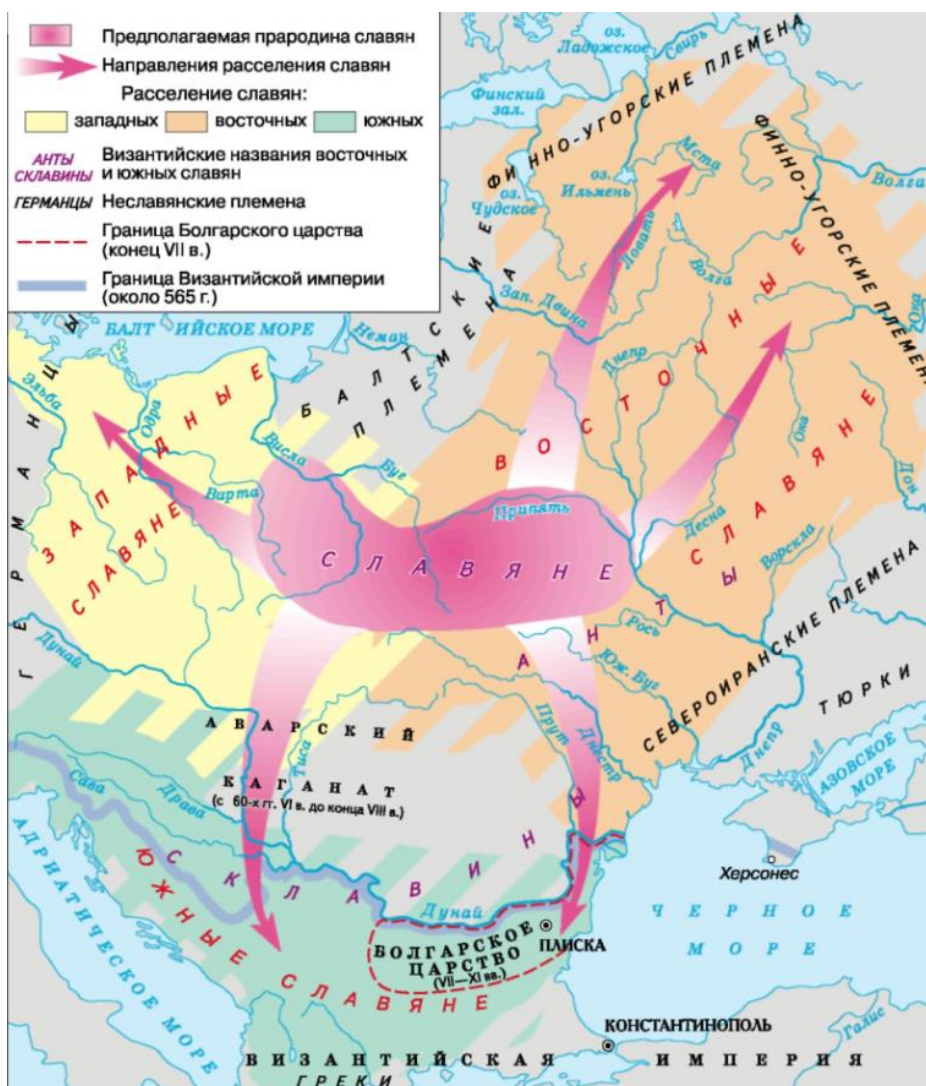 Предполагаемая прародина славян
Направления расселения славян
Расселение славян:
западных
восточных
южных
АНТЫ
СКЛАВИНЫ
Византийские названия восточных
и южных славян
ГЕРМАНЦЫ
Неславянские племена
Граница Болгарского царства
(конец VII в.)
Граница Византийской империи
(около 565 г.)
оз.
Ладожское
Свирь
Финский
зал.
ФИННО-УГОРСКИЕ ПЛЕМЕНА
ФИННО-УГОРСКИЕ ПЛЕМЕНА
Мста
оз.
Ильмень
оз.
Чудское
Волга
Ловать
Волга
Зап. Двина
Ока
БАЛТИЙСКОЕ МОРЕ
Неман
БАЛТСКИЕ
ПЛЕМЕНА
Днепр
ВОСТОЧНЫЕ
СЛАВЯНЕ
Эльба
Одра
ГЕРМАНЦЫ
ЗАПАДНЫЕ
СЛАВЯНЕ
Висла
Буг
Варта
Ока
Дон
Припять
Десна
Ворскла
СЛАВЯНЕ
АНТЫ
Рось
Юж. Буг
СЕВЕРОИРАНСКИЕ ПЛЕМЕНА
ТЮРКИ
Дунай
Прут
Днестр
Днепр
АЗОВСКОЕ
МОРЕ
АВАРСКИЙ
КАГАНАТ
(с 60-х гг. VI в. до конца VIII в.)
Тиса
Сава
Драва
СКЛАВИНЫ
Херсонес
АДРИАТИЧЕСКОЕ МОРЕ
ЮЖНЫЕ СЛАВЯНЕ
Дунай
БОЛГАРСКОЕ
ЦАРСТВО
(VII—XI вв.)
ПЛИСКА
ЧЕРНОЕ
МОРЕ
КОНСТАНТИНОПОЛЬ
Галис
ВИЗАНТИЙСКАЯ ИМПЕРИЯ
ГРЕКИ